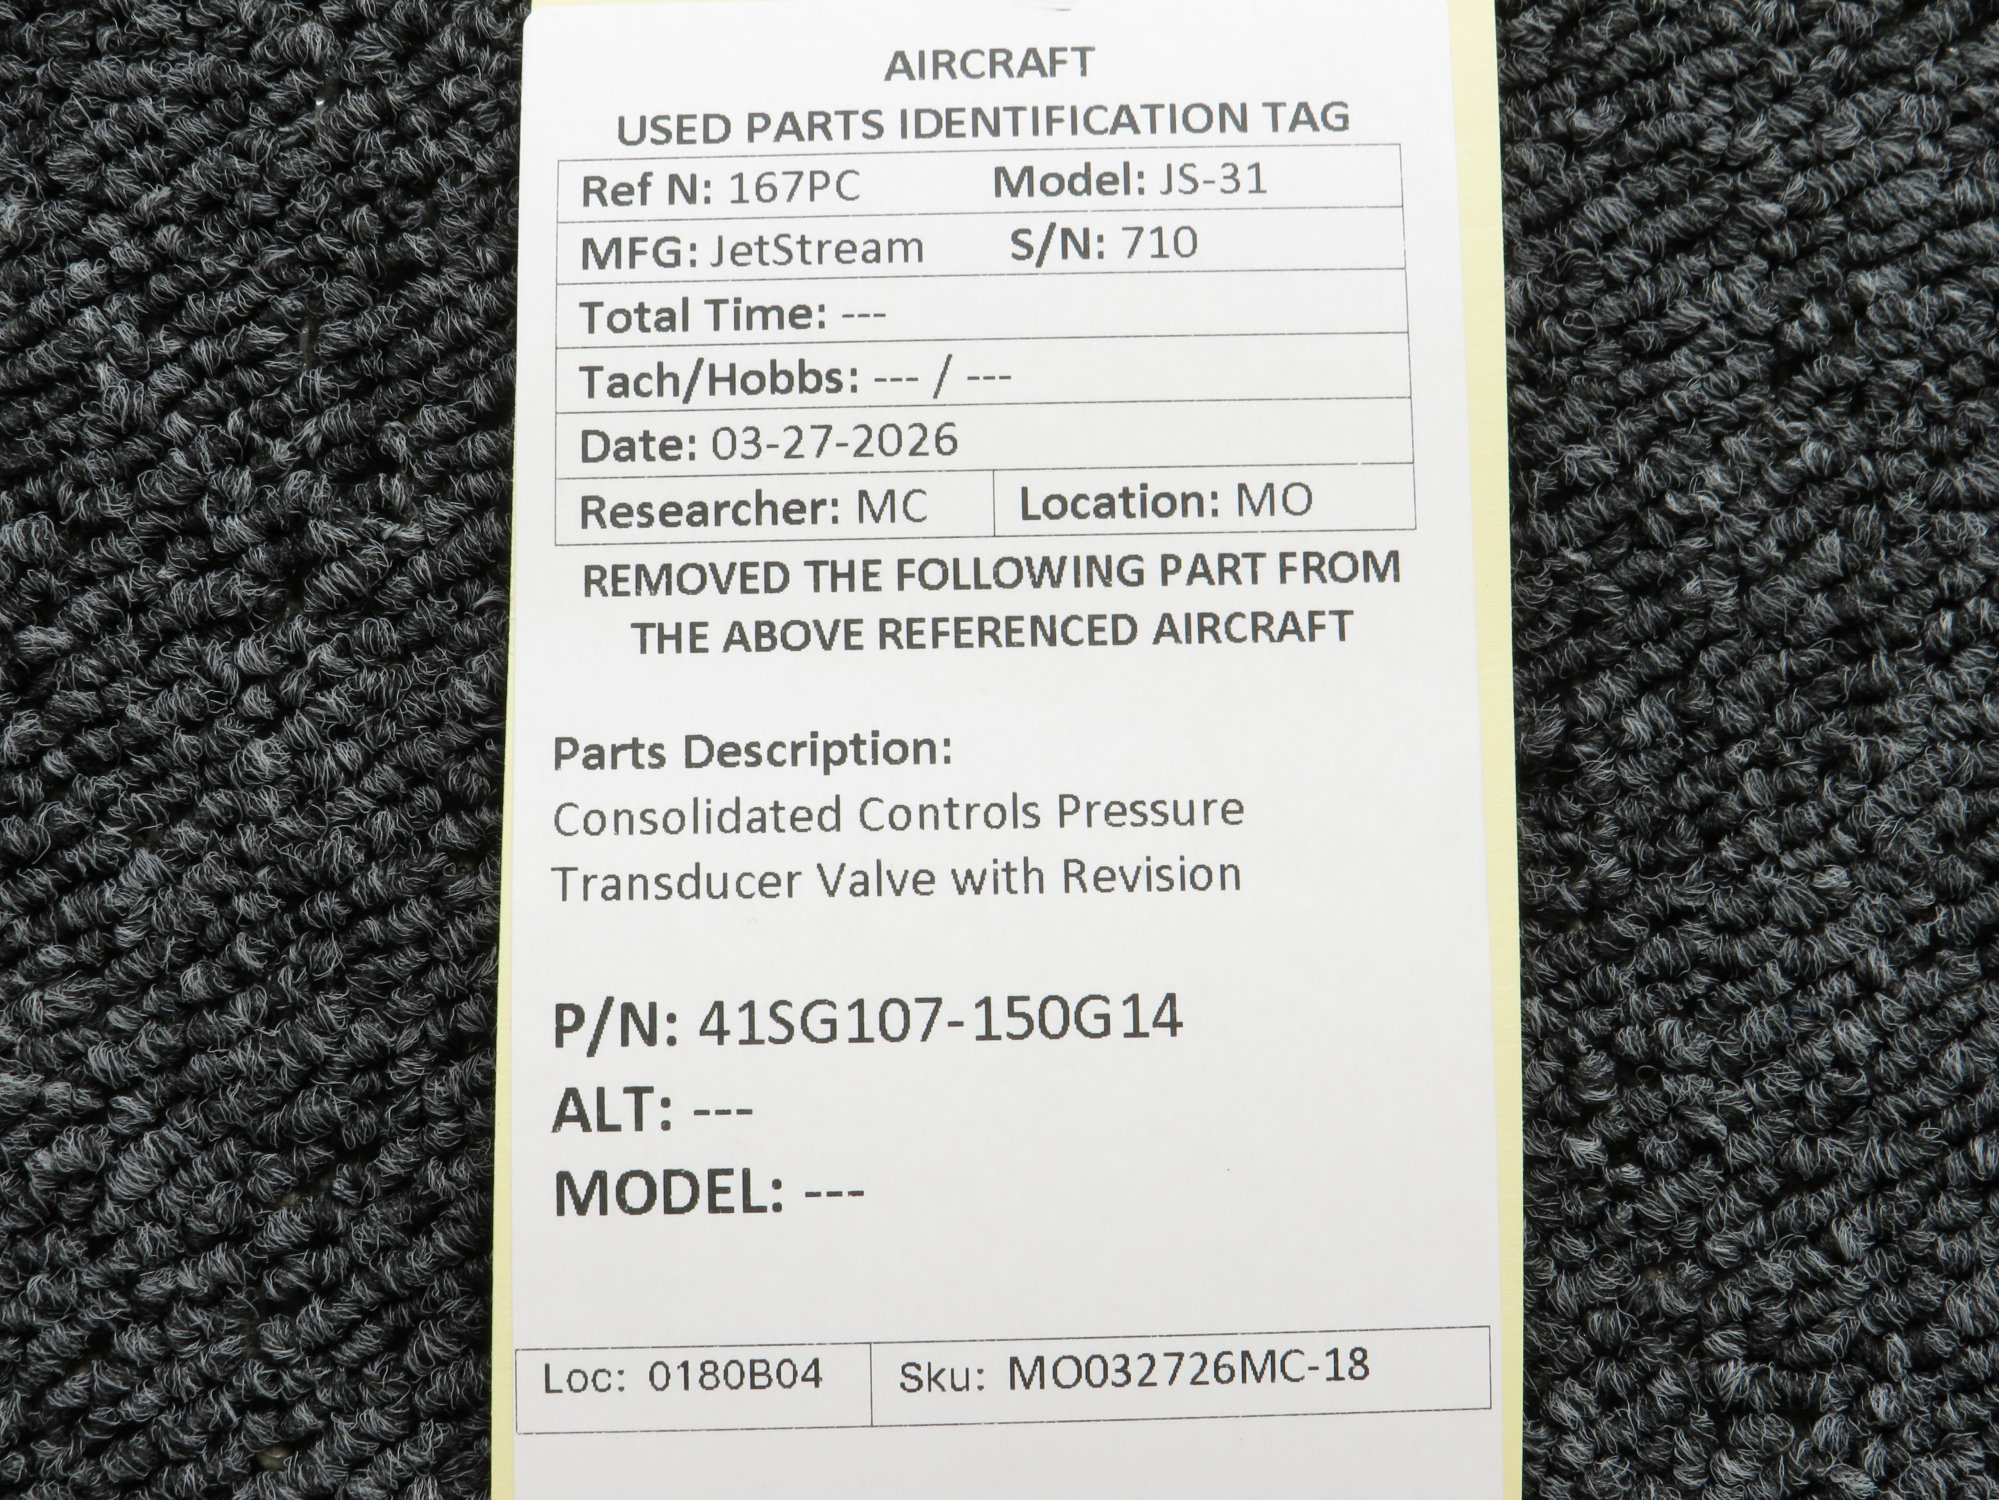 AIRCRAFT
USED PARTS IDENTIFICATION TAG
Ref N: 167PC Model: JS-31
MFG: JetStream S/N: 710
Total Time: ---
Tach/Hobbs: --- / ---
Date: 03-27-2026
Researcher: MC Location: MO
REMOVED THE FOLLOWING PART FROM
THE ABOVE REFERENCED AIRCRAFT
Parts Description:
Consolidated Controls Pressure
Transducer Valve with Revision
P/N: 41SG107-150G14
ALT: ---
MODEL: ---
Loc: 0180B04 Sku: MO032726MC-18